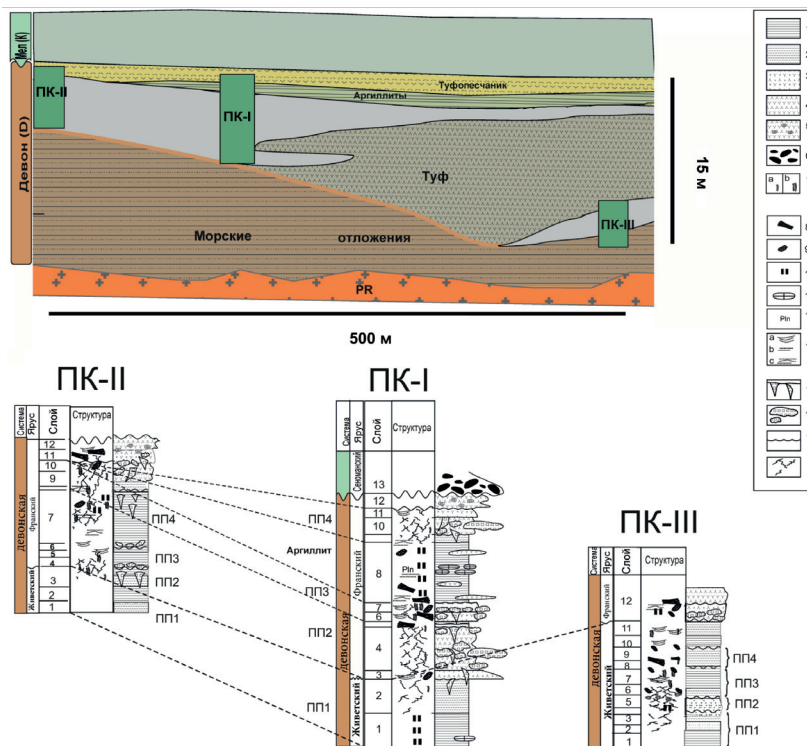 Мел (К)
Девон (D)
ПК-II
ПК-I
ПК-III
Туфопесчаник
Аргиллиты
Туф
Морские отложения
PR
15 м
500 м
a b
Pln
a
b
c
ПК-II
Система
Ярус
Слой
Структура
девонская
Франский
Живетский
12
11
10
9
7
6
5
4
3
2
1
ПП4
ПП3
ПП2
ПП1
ПК-I
Система
Ярус
Слой
Структура
Сеноманский
девонская
Франский
Живетский
13
12
11
10
8
7
6
4
3
2
1
Pln
ПП4
Аргиллит
ПП3
ПП2
ПП1
ПК-III
Система
Ярус
Слой
Структура
девонская
Франский
Живетский
12
11
10
9
8
7
6
5
3
2
1
ПП4
ПП3
ПП2
ПП1